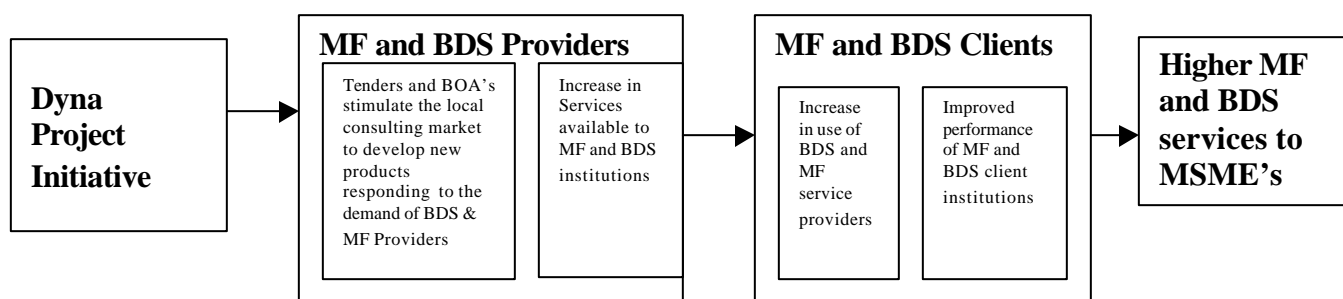 Dyna
Project
Initiative
MF and BDS Providers
Tenders and BOA's
stimulate the local
consulting market
to develop new
products
responding to the
demand of BDS &
MF Providers
Increase in
Services
available to
MF and BDS
institutions
MF and BDS Clients
Increase
in use of
BDS and
MF
service
providers
Improved
performance
of MF and
BDS client
institutions
Higher MF
and BDS
services to
MSME's